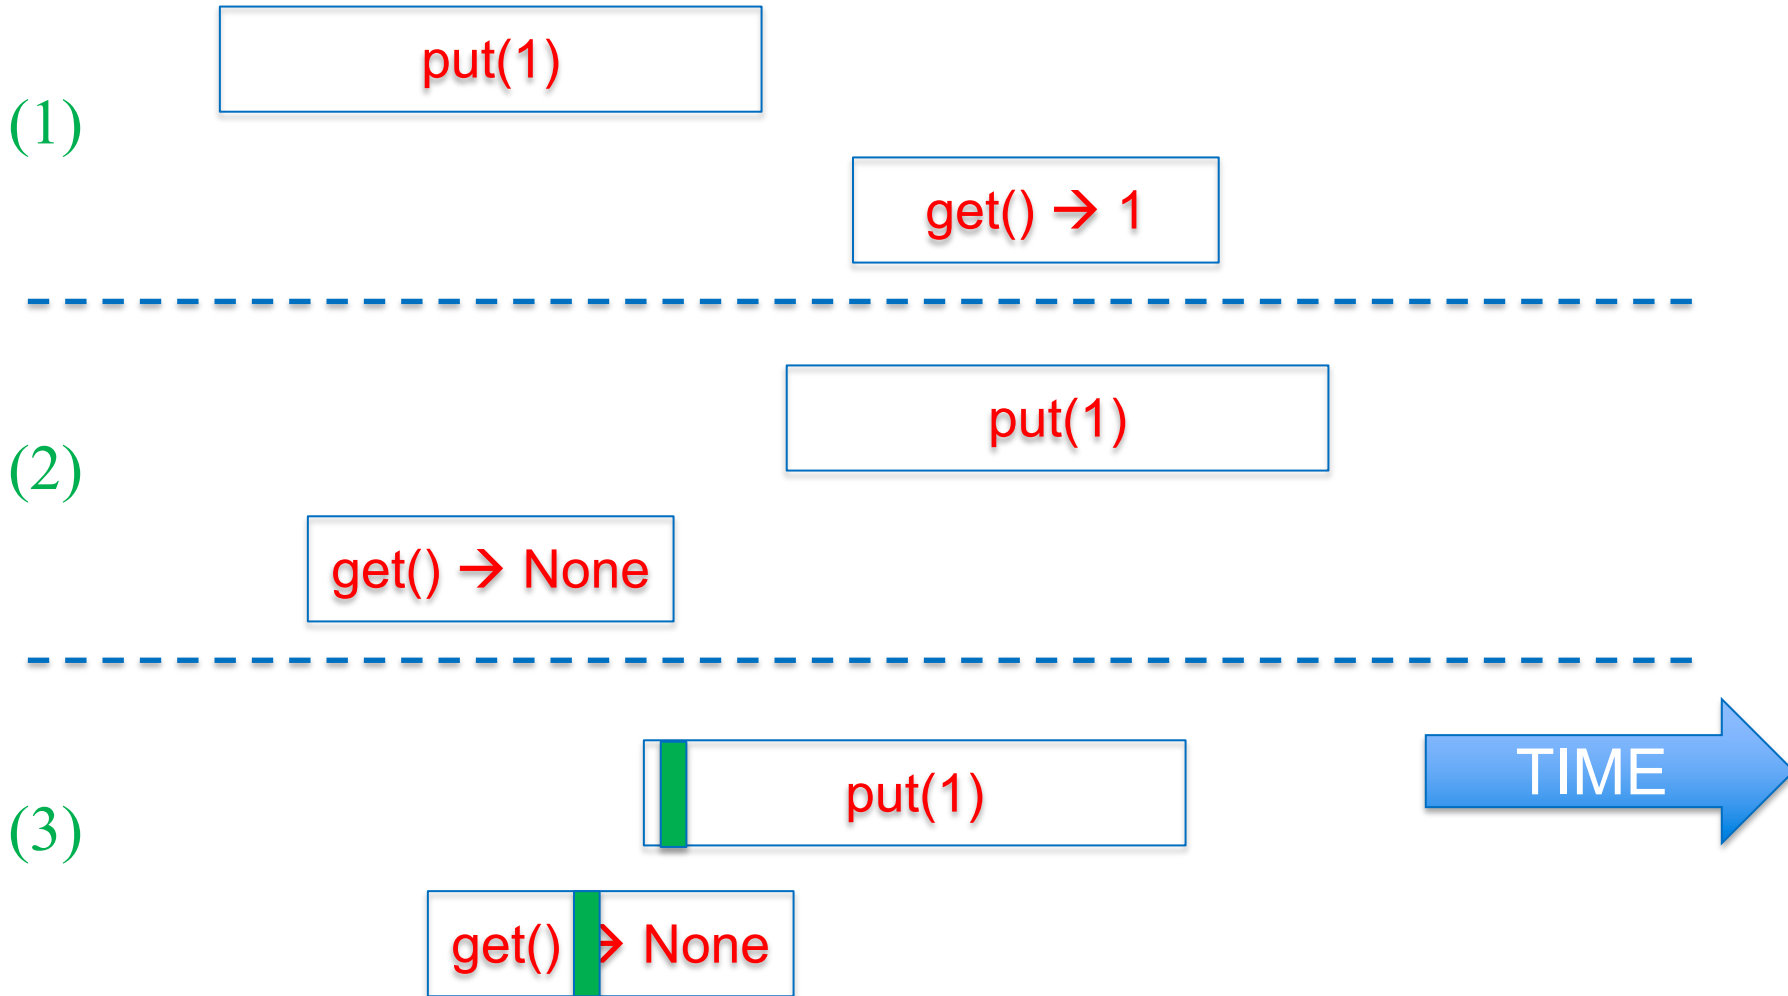 put(1)
(1)
get() → 1
put(1)
(2)
get() → None
TIME
put(1)
(3)
get() → None